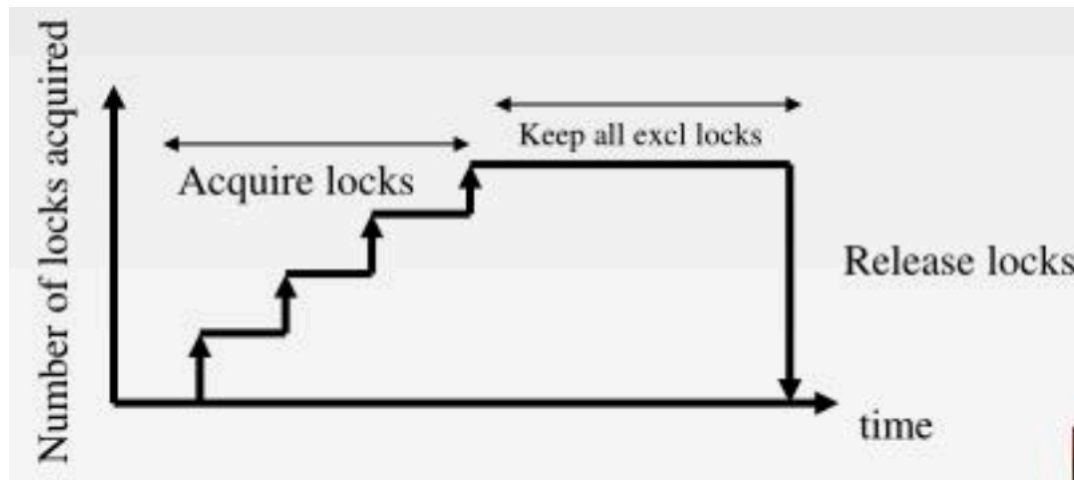 Number of locks acquired
Keep all excl locks
Acquire locks
Release locks
time